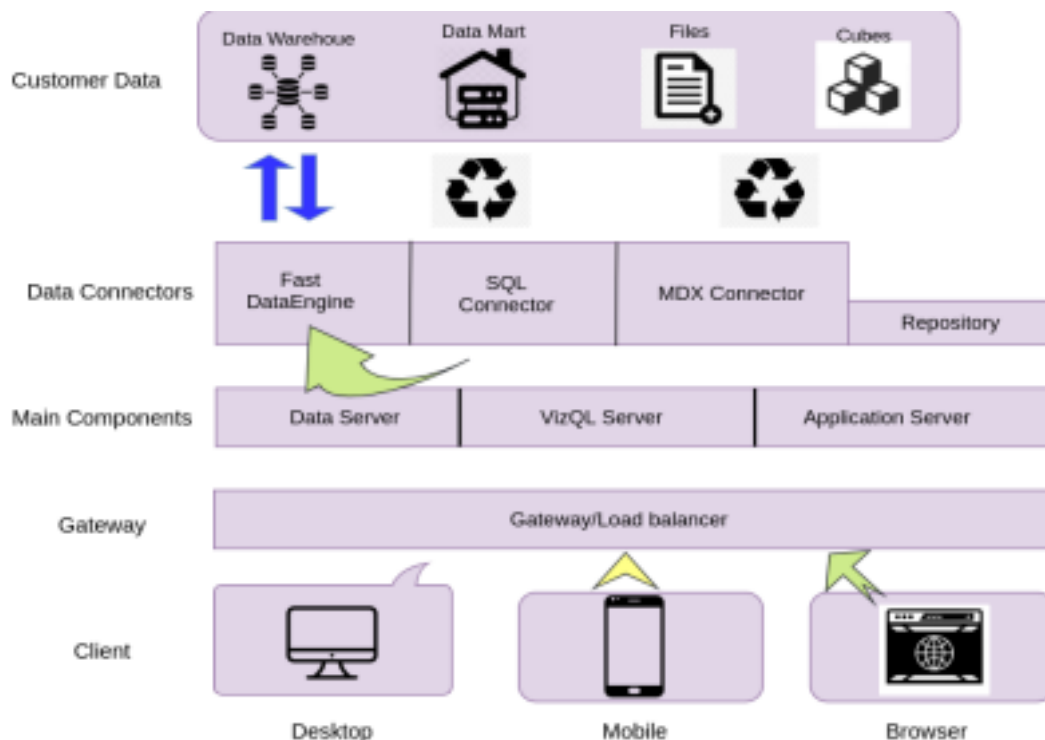 Customer Data
Data Warehoue
Data Mart
Files
Cubes
Data Connectors
Fast
DataEngine
SQL
Connector
MDX Connector
Repository
Main Components
Data Server
VizQL Server
Application Server
Gateway
Gateway/Load balancer
Client
Desktop
Mobile
Browser